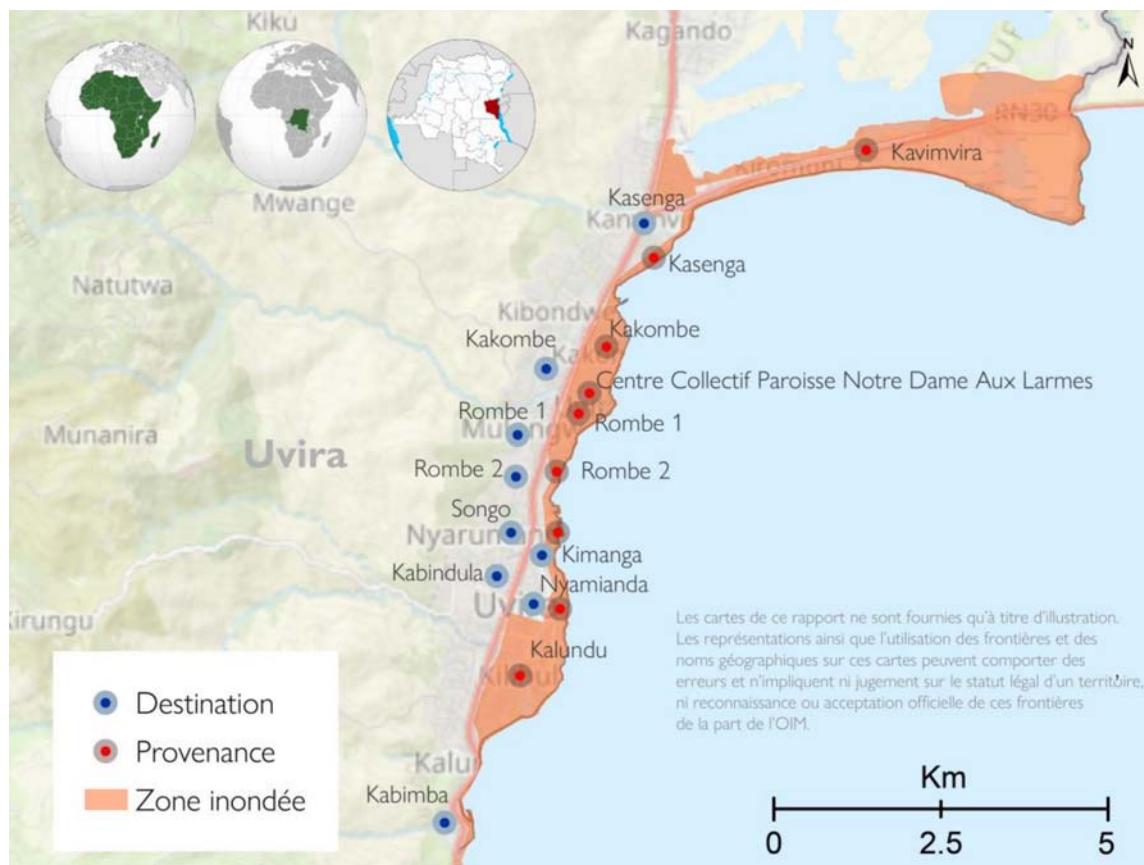 Kiku
Kagando
N
RN30
Kavimvira
Kiromoni
Mwange
Kasenga
Kasenga
Natutwa
Kibondwe
Kakombe
Kakombe
Centre Collectif Paroisse Notre Dame Aux Larmes
Rombe 1
Rombe 1
Munanira
Uvira
Rombe 2
Rombe 2
Songo
Kimanga
Kabindula
Nyamianda
Kirungu
Kalundu
Les cartes de ce rapport ne sont fournies qu'à titre d'illustration.
Les représentations ainsi que l'utilisation des frontières et des
noms géographiques sur ces cartes peuvent comporter des
erreurs et n'impliquent ni jugement sur le statut légal d'un territoire,
ni reconnaissance ou acceptation officielle de ces frontières
de la part de l'OIM.
Destination
Provenance
Zone inondée
Kabimba
Km
0 2.5 5